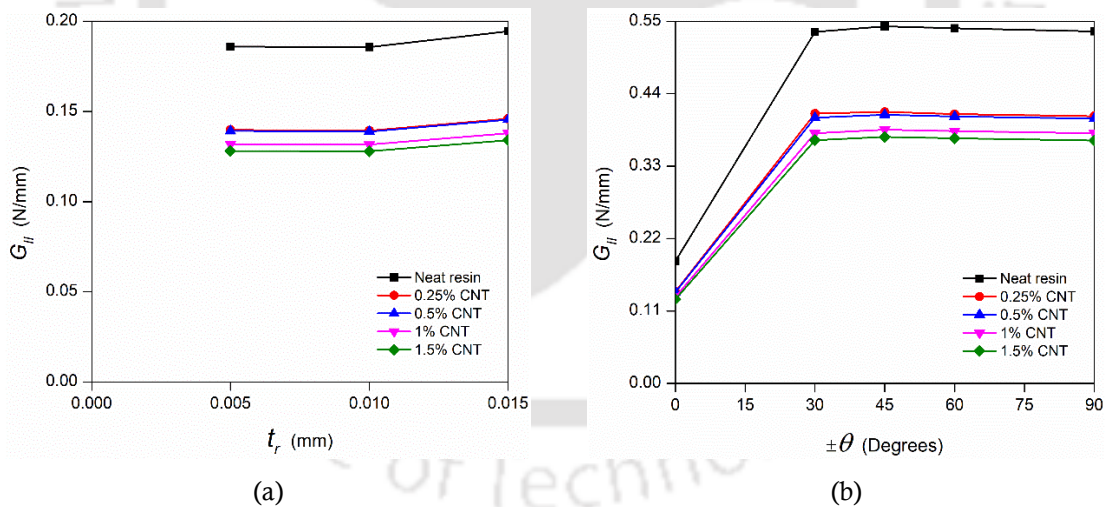 0.20
0.15
0.10
0.05
0.00
G_II (N/mm)
Neat resin
0.25% CNT
0.5% CNT
1% CNT
1.5% CNT
0.000 0.005 0.010 0.015
t_r (mm)
(a)
0.55
0.44
0.33
0.22
0.11
0.00
G_II (N/mm)
Neat resin
0.25% CNT
0.5% CNT
1% CNT
1.5% CNT
0 15 30 45 60 75 90
±θ (Degrees)
(b)
of Techno